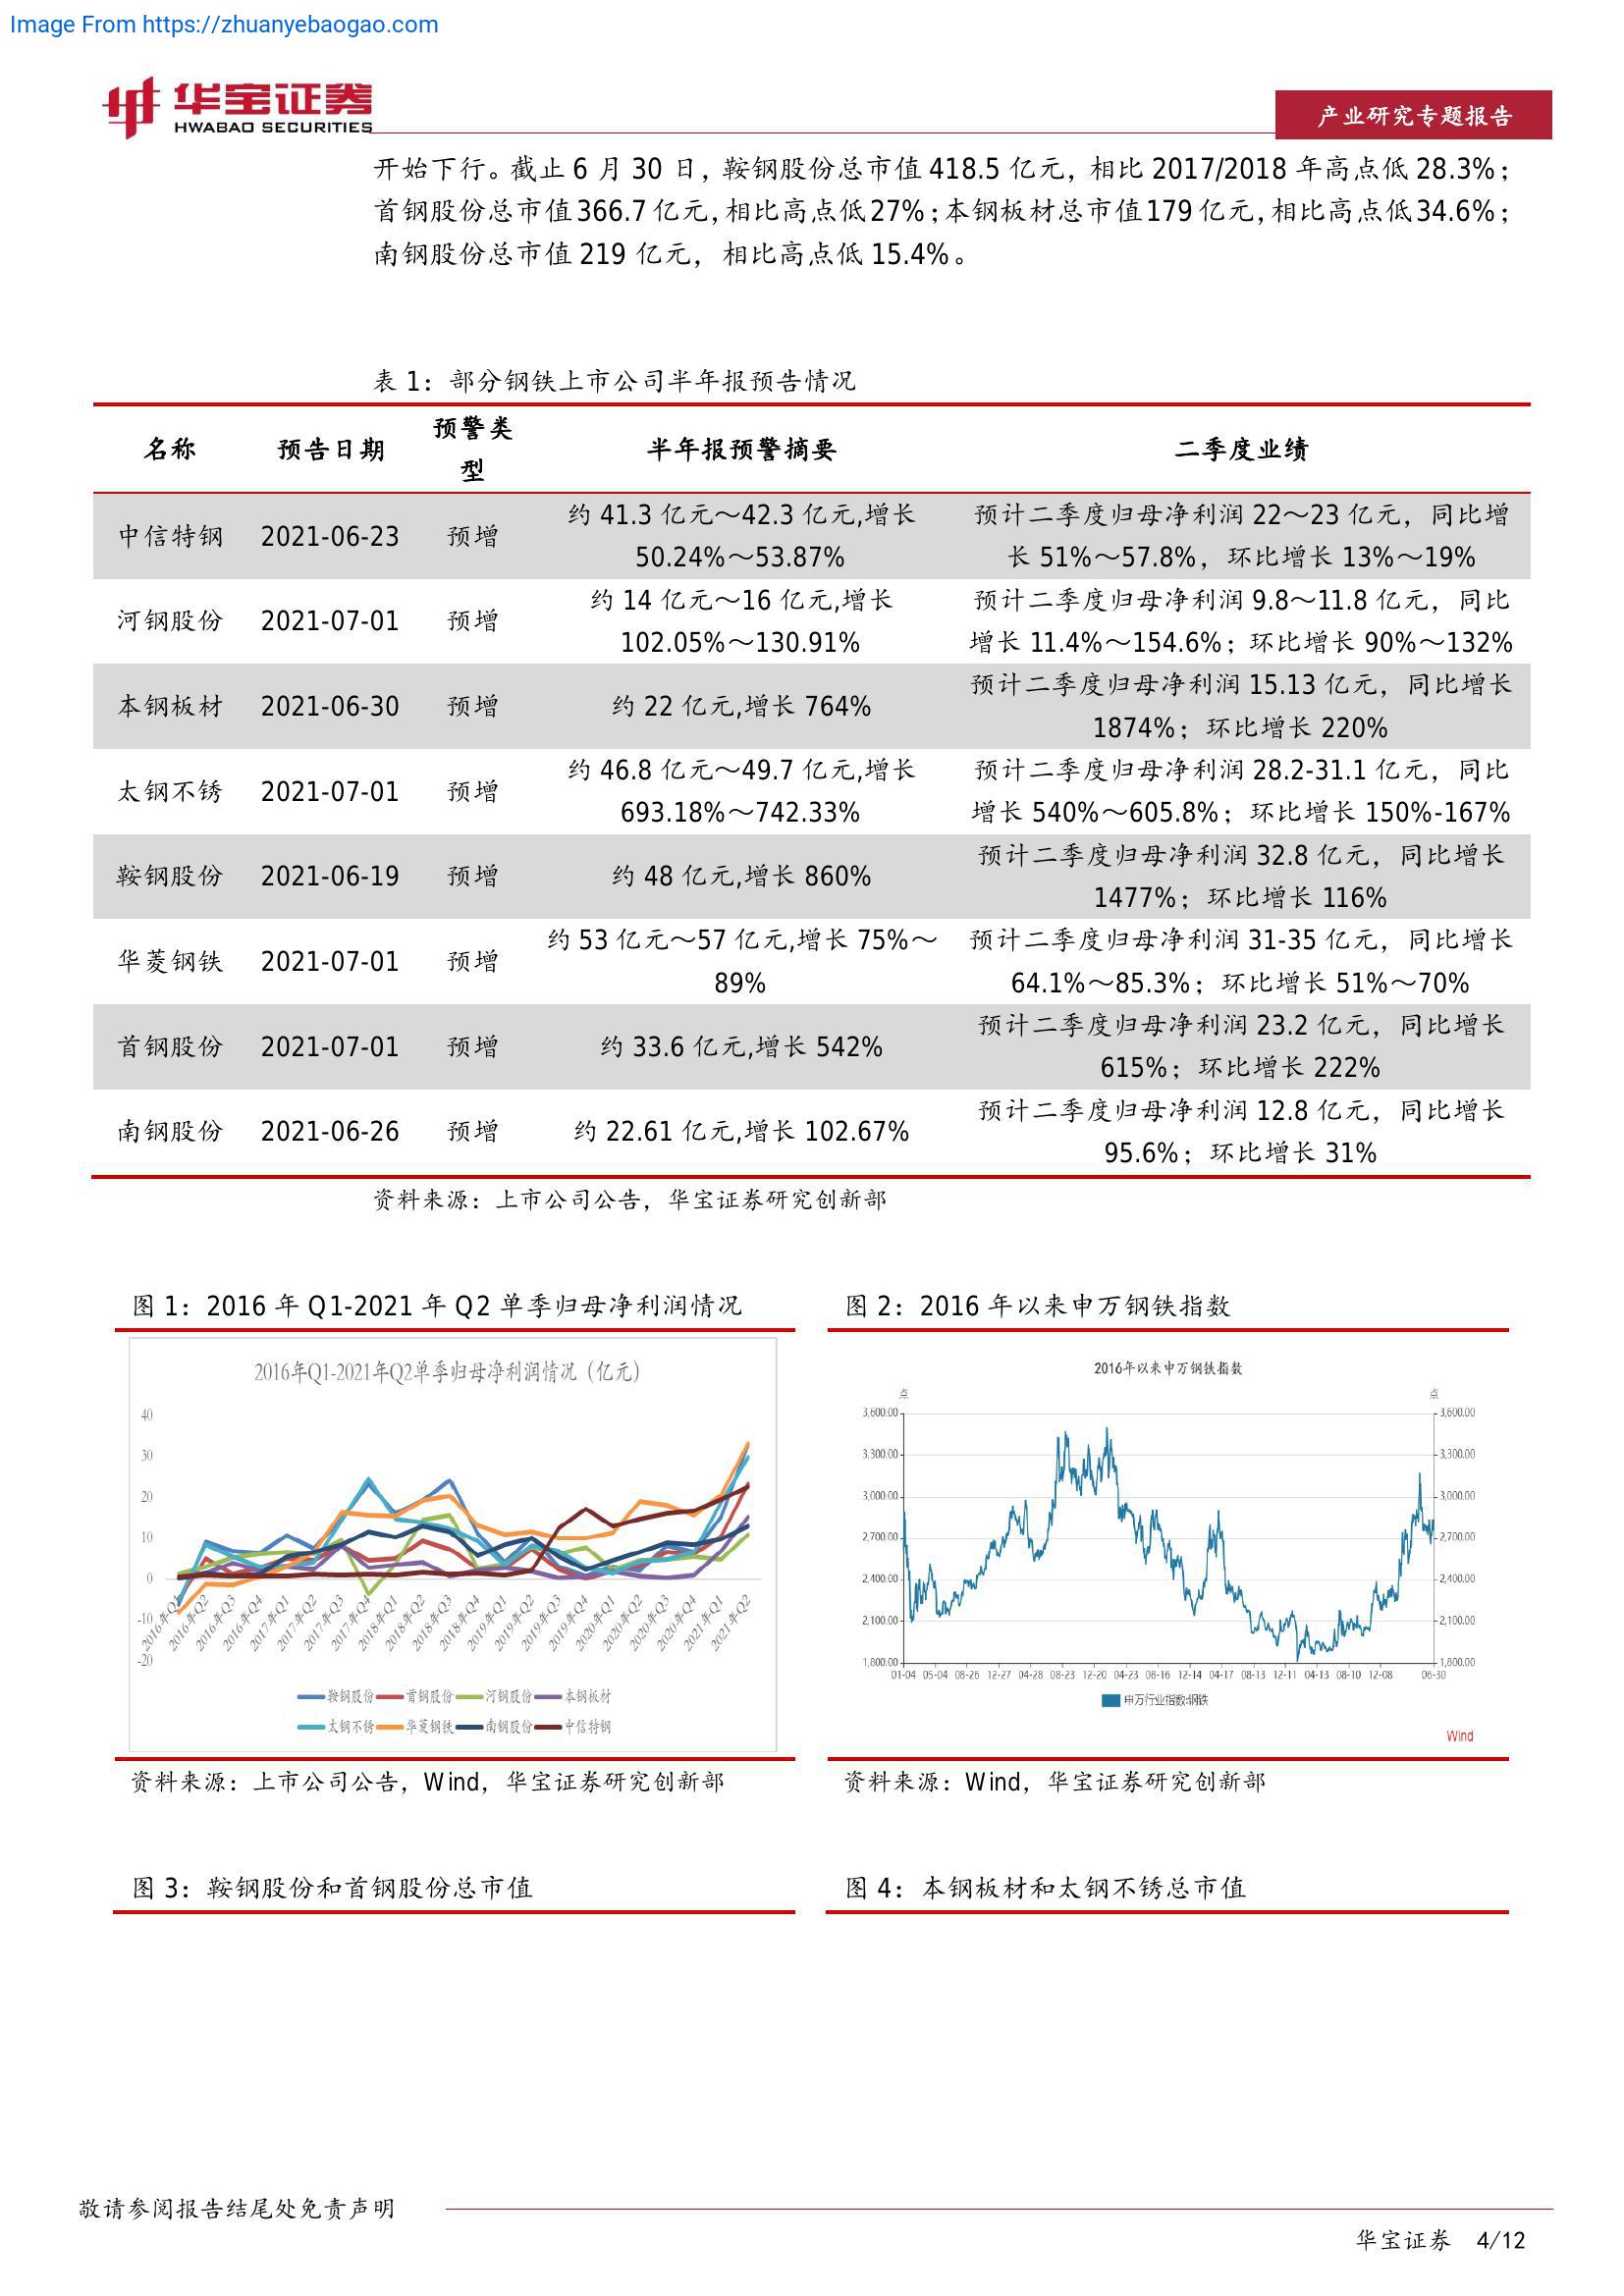 Image From https://zhuanyebaogao.com
华宝证券
HWABAO SECURITIES
产业研究专题报告
开始下行。截止 6 月 30 日，鞍钢股份总市值 418.5 亿元，相比 2017/2018 年高点低 28.3%；
首钢股份总市值 366.7 亿元，相比高点低 27%；本钢板材总市值 179 亿元，相比高点低 34.6%；
南钢股份总市值 219 亿元，相比高点低 15.4%。
表 1：部分钢铁上市公司半年报预告情况
名称 预告日期 预警类型 半年报预警摘要 二季度业绩
中信特钢 2021-06-23 预增 约 41.3 亿元～42.3 亿元,增长 50.24%～53.87% 预计二季度归母净利润 22～23 亿元，同比增长 51%～57.8%，环比增长 13%～19%
河钢股份 2021-07-01 预增 约 14 亿元～16 亿元,增长 102.05%～130.91% 预计二季度归母净利润 9.8～11.8 亿元，同比增长 11.4%～154.6%；环比增长 90%～132%
本钢板材 2021-06-30 预增 约 22 亿元,增长 764% 预计二季度归母净利润 15.13 亿元，同比增长 1874%；环比增长 220%
太钢不锈 2021-07-01 预增 约 46.8 亿元～49.7 亿元,增长 693.18%～742.33% 预计二季度归母净利润 28.2-31.1 亿元，同比增长 540%～605.8%；环比增长 150%-167%
鞍钢股份 2021-06-19 预增 约 48 亿元,增长 860% 预计二季度归母净利润 32.8 亿元，同比增长 1477%；环比增长 116%
华菱钢铁 2021-07-01 预增 约 53 亿元～57 亿元,增长 75%～89% 预计二季度归母净利润 31-35 亿元，同比增长 64.1%～85.3%；环比增长 51%～70%
首钢股份 2021-07-01 预增 约 33.6 亿元,增长 542% 预计二季度归母净利润 23.2 亿元，同比增长 615%；环比增长 222%
南钢股份 2021-06-26 预增 约 22.61 亿元,增长 102.67% 预计二季度归母净利润 12.8 亿元，同比增长 95.6%；环比增长 31%
资料来源：上市公司公告，华宝证券研究创新部
图 1：2016 年 Q1-2021 年 Q2 单季归母净利润情况
2016年Q1-2021年Q2单季归母净利润情况（亿元）
40
30
20
10
0
-10
-20
2016年Q1 2016年Q2 2016年Q3 2016年Q4 2017年Q1 2017年Q2 2017年Q3 2017年Q4 2018年Q1 2018年Q2 2018年Q3 2018年Q4 2019年Q1 2019年Q2 2019年Q3 2019年Q4 2020年Q1 2020年Q2 2020年Q3 2020年Q4 2021年Q1 2021年Q2
鞍钢股份 首钢股份 河钢股份 本钢板材
太钢不锈 华菱钢铁 南钢股份 中信特钢
资料来源：上市公司公告，Wind，华宝证券研究创新部
图 2：2016 年以来申万钢铁指数
2016年以来申万钢铁指数
点 点
3,600.00 3,600.00
3,300.00 3,300.00
3,000.00 3,000.00
2,700.00 2,700.00
2,400.00 2,400.00
2,100.00 2,100.00
1,800.00 1,800.00
01-04 05-04 08-26 12-27 04-28 08-23 12-20 04-23 08-16 12-14 04-17 08-13 12-11 04-13 08-10 12-08 06-30
申万行业指数:钢铁
Wind
资料来源：Wind，华宝证券研究创新部
图 3：鞍钢股份和首钢股份总市值
图 4：本钢板材和太钢不锈总市值
敬请参阅报告结尾处免责声明
华宝证券 4/12